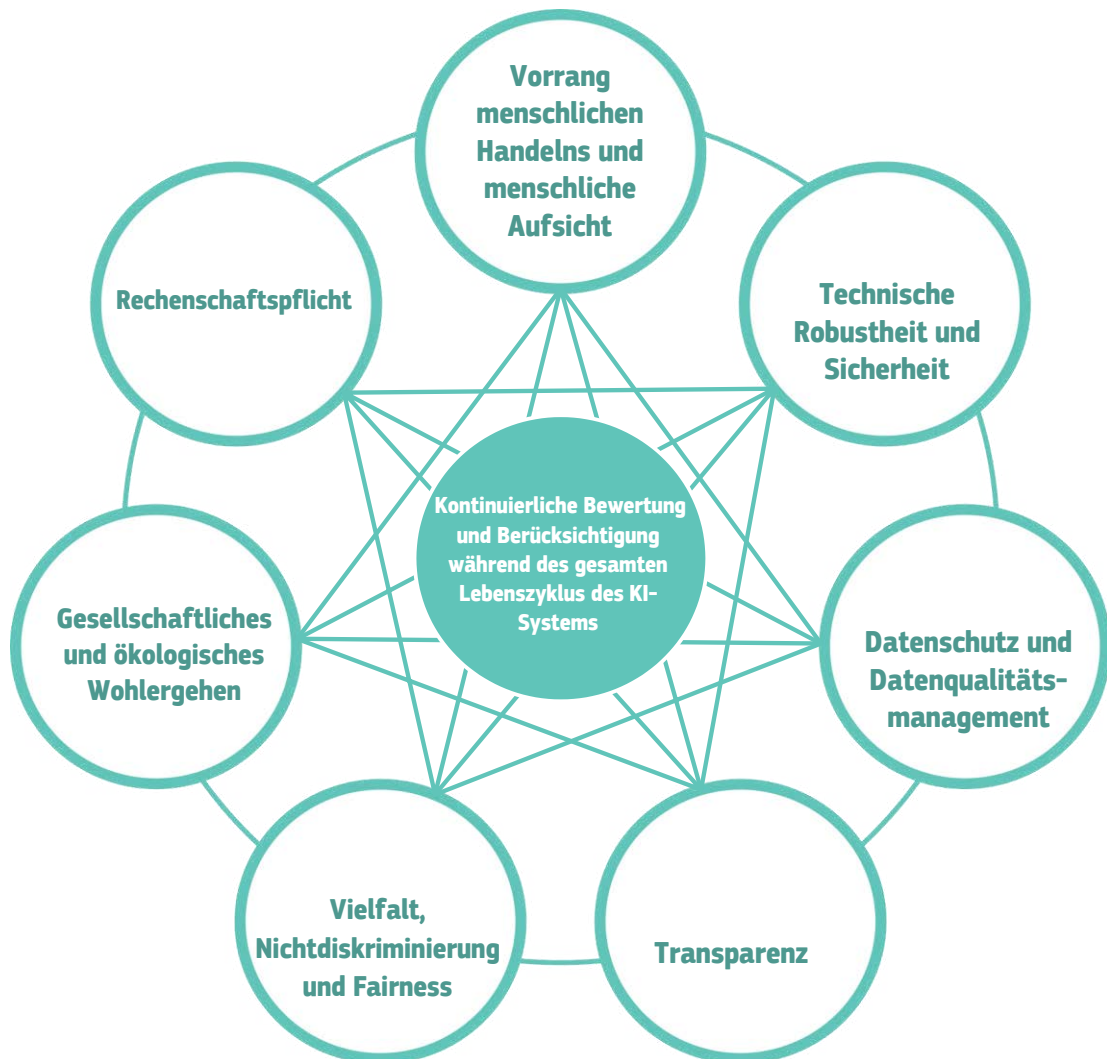 Vorrang
menschlichen
Handelns und
menschliche
Aufsicht
Technische
Robustheit und
Sicherheit
Datenschutz und
Datenqualitäts-
management
Transparenz
Vielfalt,
Nichtdiskriminierung
und Fairness
Gesellschaftliches
und ökologisches
Wohlergehen
Rechenschaftspflicht
Kontinuierliche Bewertung
und Berücksichtigung
während des gesamten
Lebenszyklus des KI-
Systems